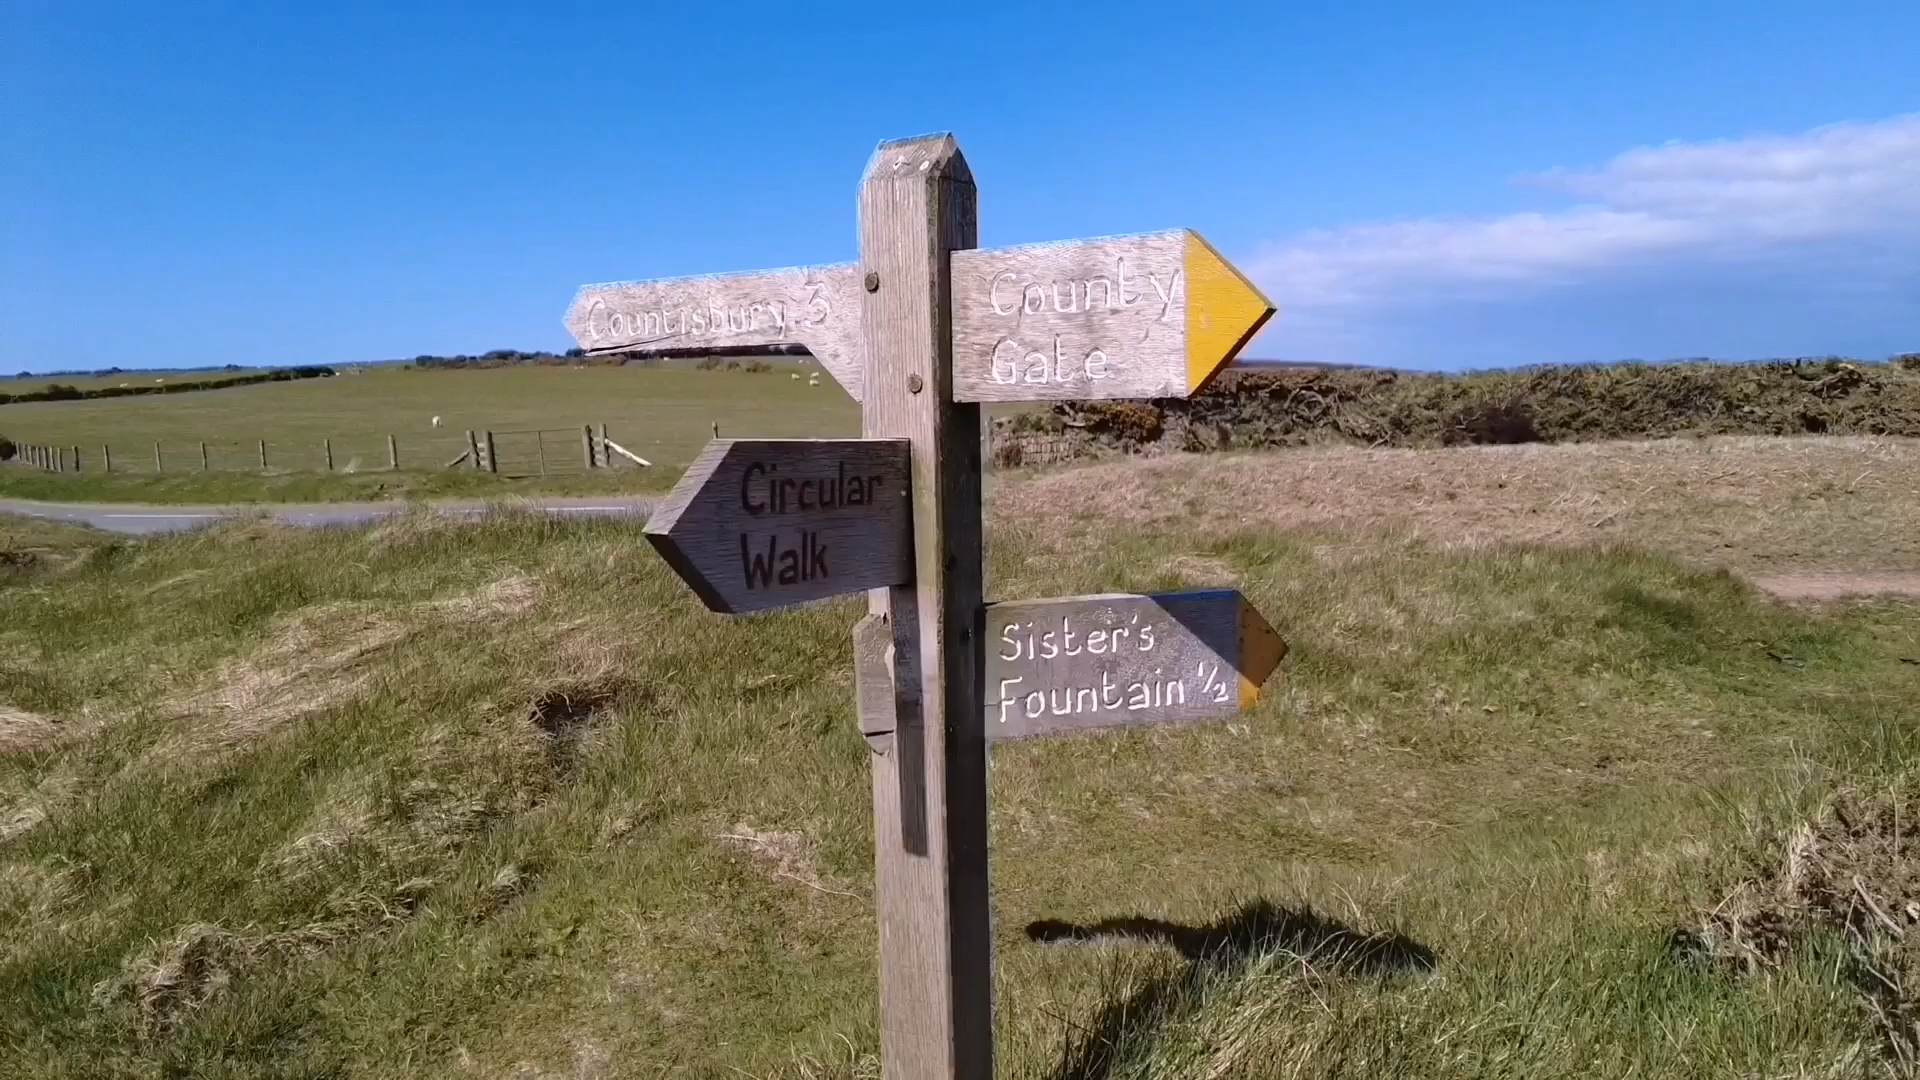 Countisbury 3
County
Gate
Circular
Walk
Sister's
Fountain ½